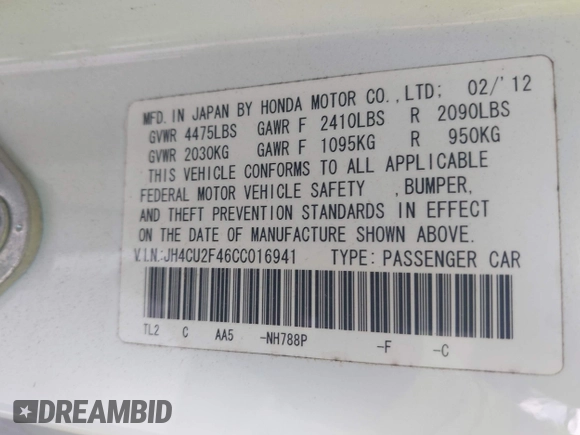 MFD. IN JAPAN BY HONDA MOTOR CO., LTD: 02/'12
GVWR 4475LBS GAWR F 2410LBS R 2090LBS
GVWR 2030KG GAWR F 1095KG R 950KG
THIS VEHICLE CONFORMS TO ALL APPLICABLE
FEDERAL MOTOR VEHICLE SAFETY , BUMPER,
AND THEFT PREVENTION STANDARDS IN EFFECT
ON THE DATE OF MANUFACTURE SHOWN ABOVE.
V.I.N.:JH4CU2F46CC016941 TYPE: PASSENGER CAR
TL2 C AA5 -NH788P -F -C
DREAMBID